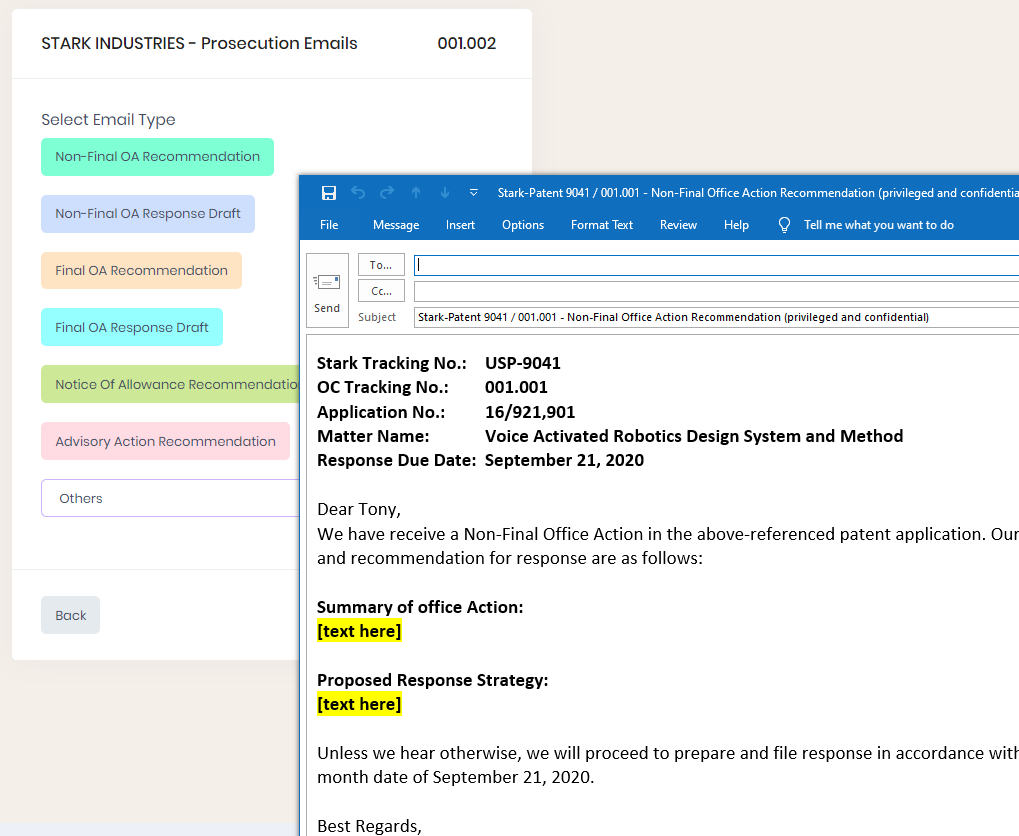 STARK INDUSTRIES - Prosecution Emails 001.002
Select Email Type
Non-Final OA Recommendation
Non-Final OA Response Draft
Final OA Recommendation
Final OA Response Draft
Notice Of Allowance Recommendatio
Advisory Action Recommendation
Others
Back
Stark-Patent 9041 / 001.001 - Non-Final Office Action Recommendation (privileged and confidentia
File Message Insert Options Format Text Review Help Tell me what you want to do
Send
To...
Cc...
Subject Stark-Patent 9041 / 001.001 - Non-Final Office Action Recommendation (privileged and confidential)
Stark Tracking No.: USP-9041
OC Tracking No.: 001.001
Application No.: 16/921,901
Matter Name: Voice Activated Robotics Design System and Method
Response Due Date: September 21, 2020
Dear Tony,
We have receive a Non-Final Office Action in the above-referenced patent application. Our
and recommendation for response are as follows:
Summary of office Action:
[text here]
Proposed Response Strategy:
[text here]
Unless we hear otherwise, we will proceed to prepare and file response in accordance with
month date of September 21, 2020.
Best Regards,